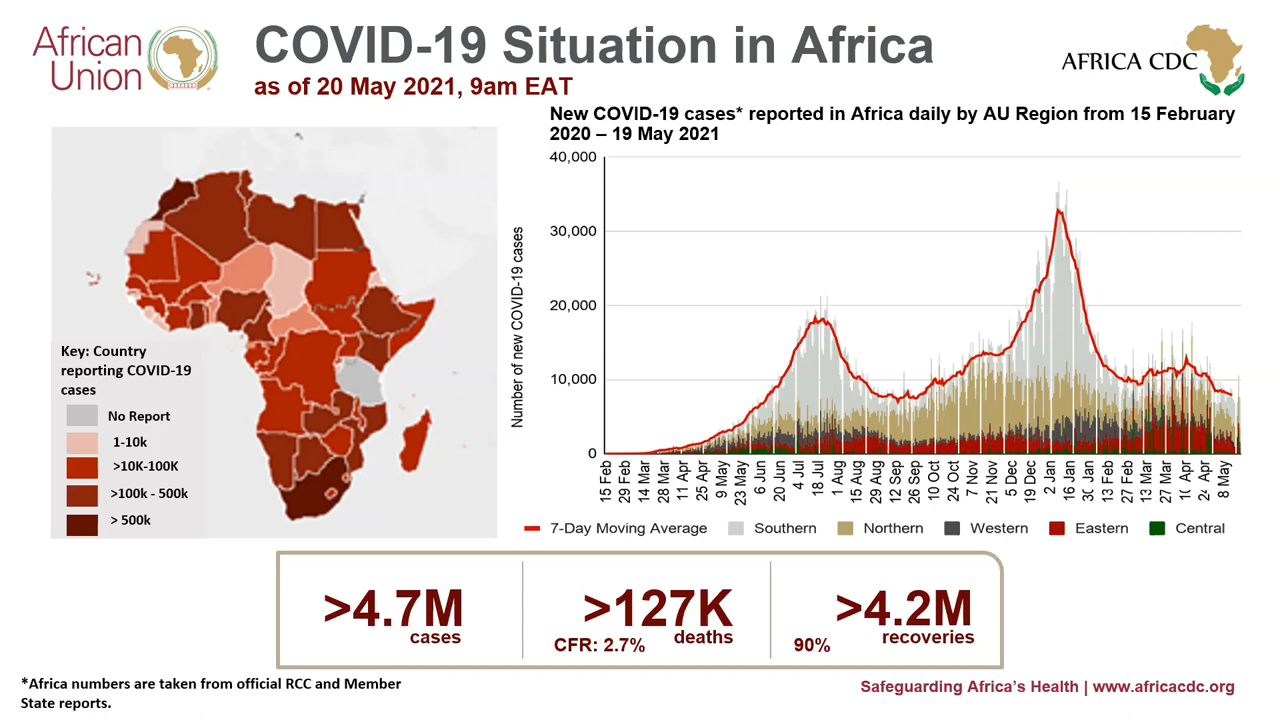 African
Union
COVID-19 Situation in Africa
as of 20 May 2021, 9am EAT
AFRICA CDC
New COVID-19 cases* reported in Africa daily by AU Region from 15 February
2020 – 19 May 2021
Key: Country
reporting COVID-19
cases
No Report
1-10k
>10K-100K
>100k - 500k
> 500k
Number of new COVID-19 cases
40,000
30,000
20,000
10,000
0
15 Feb
29 Feb
14 Mar
28 Mar
11 Apr
25 Apr
9 May
23 May
6 Jun
20 Jun
4 Jul
18 Jul
1 Aug
15 Aug
29 Aug
12 Sep
26 Sep
10 Oct
24 Oct
7 Nov
21 Nov
5 Dec
19 Dec
2 Jan
16 Jan
30 Jan
13 Feb
27 Feb
13 Mar
27 Mar
Apr
Apr
8 May
7-Day Moving Average
Southern
Northern
Western
Eastern
Central
>4.7M
cases
>127K
deaths
CFR: 2.7%
>4.2M
recoveries
90%
*Africa numbers are taken from official RCC and Member
State reports.
Safeguarding Africa's Health | www.africacdc.org